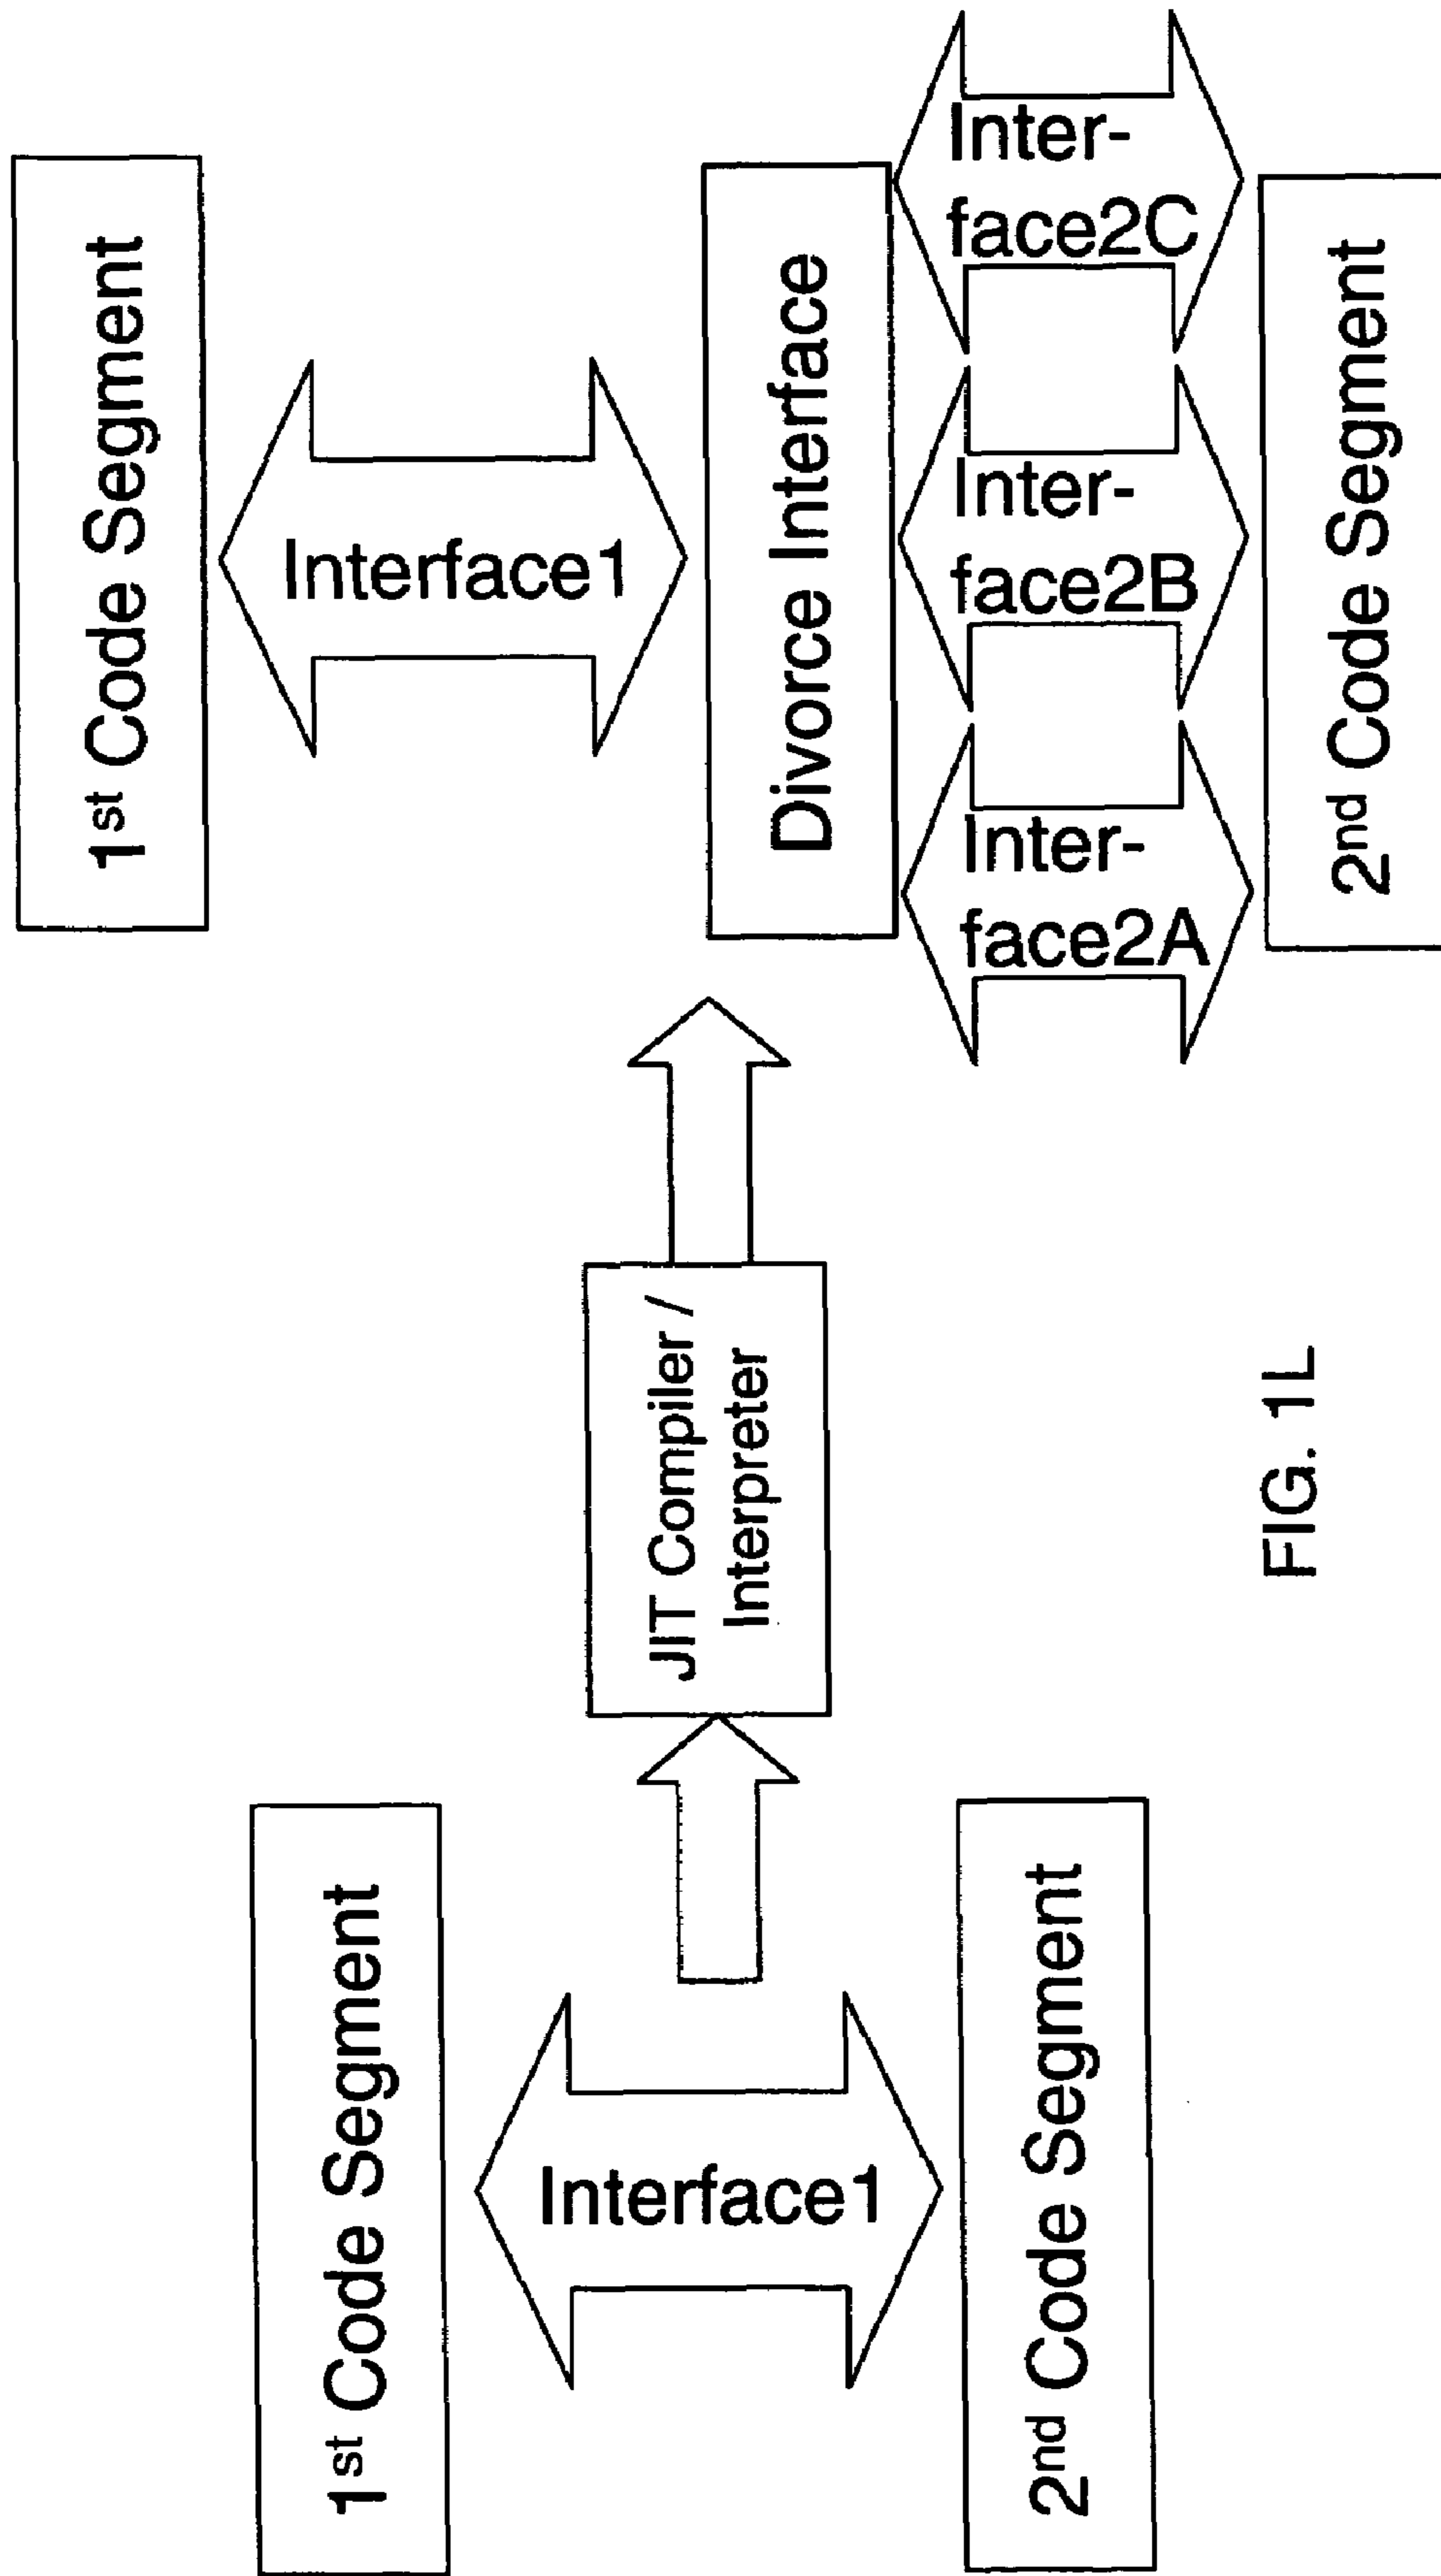 1st Code Segment
Interface1
2nd Code Segment
JIT Compiler /
Interpreter
1st Code Segment
Interface1
Divorce Interface
Inter-
face2A
Inter-
face2B
Inter-
face2C
2nd Code Segment
FIG. 1L